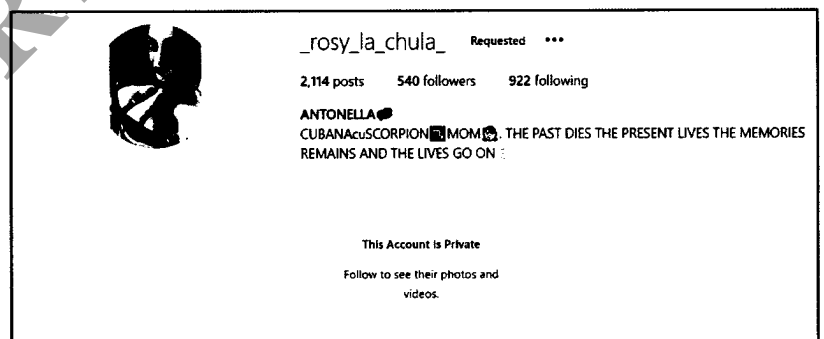 _rosy_la_chula_ Requested •••
2,114 posts 540 followers 922 following
ANTONELLA
CUBANAcuSCORPION MOM . THE PAST DIES THE PRESENT LIVES THE MEMORIES
REMAINS AND THE LIVES GO ON
This Account is Private
Follow to see their photos and
videos.